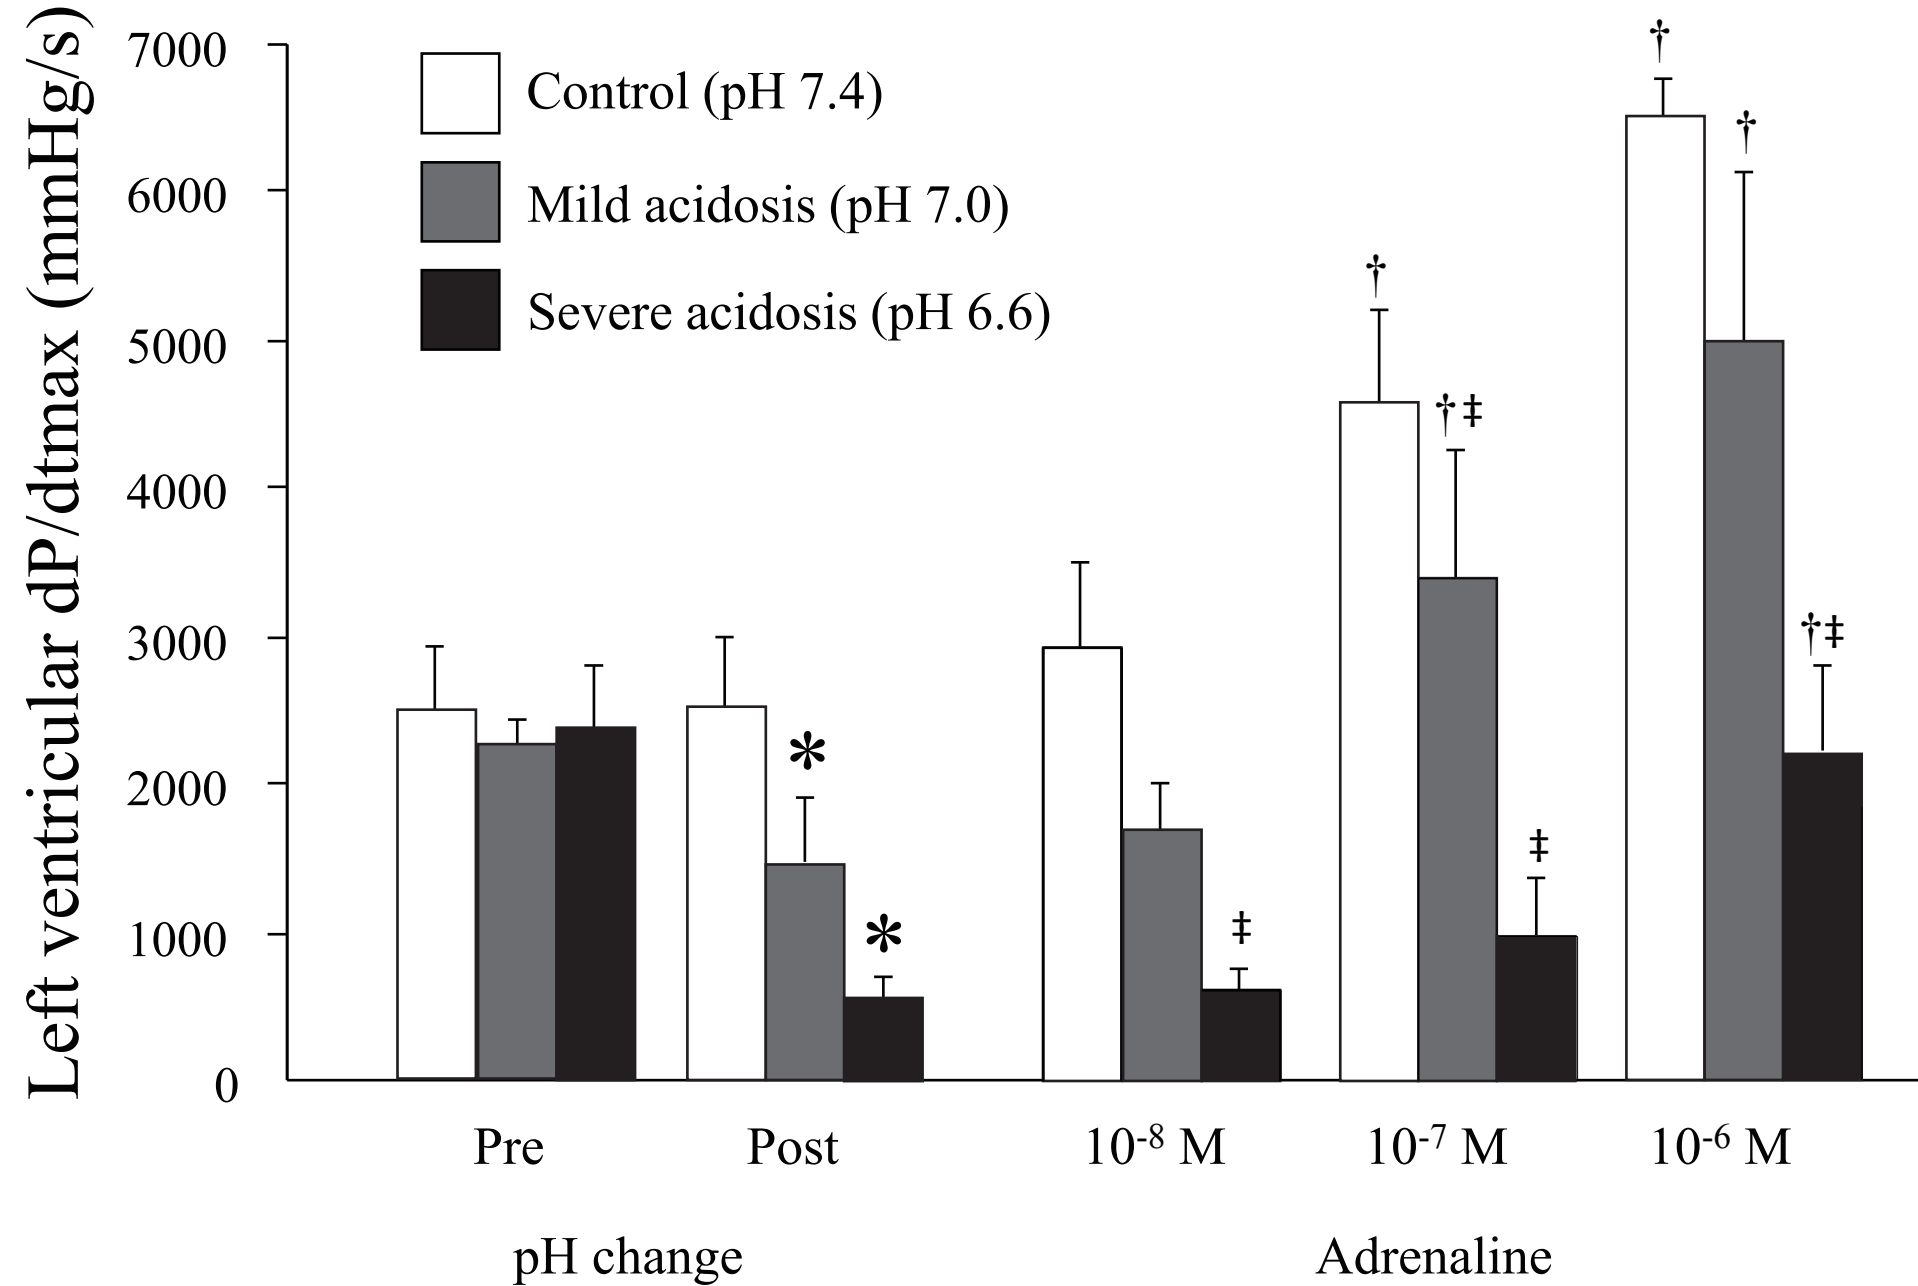 Left ventricular dP/dtmax (mmHg/s)
7000
6000
5000
4000
3000
2000
1000
0
Control (pH 7.4)
Mild acidosis (pH 7.0)
Severe acidosis (pH 6.6)
*
*
‡
†
†‡
‡
†
†
†‡
Pre
Post
10-8 M
10-7 M
10-6 M
pH change
Adrenaline